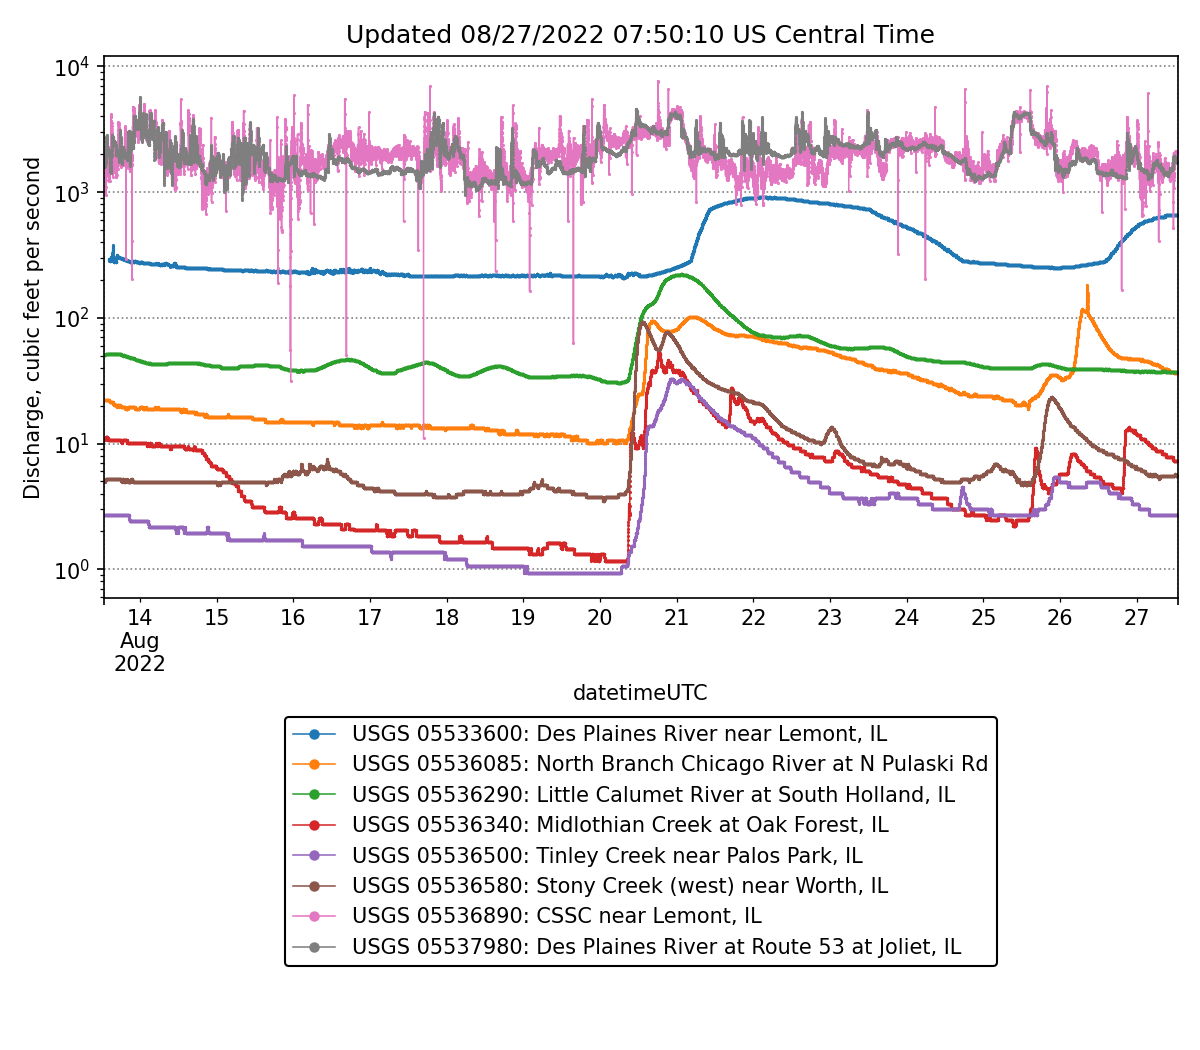 Updated 08/27/2022 07:50:10 US Central Time
Discharge, cubic feet per second
10^4
10^3
10^2
10^1
10^0
14 15 16 17 18 19 20 21 22 23 24 25 26 27
Aug
2022
datetimeUTC
USGS 05533600: Des Plaines River near Lemont, IL
USGS 05536085: North Branch Chicago River at N Pulaski Rd
USGS 05536290: Little Calumet River at South Holland, IL
USGS 05536340: Midlothian Creek at Oak Forest, IL
USGS 05536500: Tinley Creek near Palos Park, IL
USGS 05536580: Stony Creek (west) near Worth, IL
USGS 05536890: CSSC near Lemont, IL
USGS 05537980: Des Plaines River at Route 53 at Joliet, IL